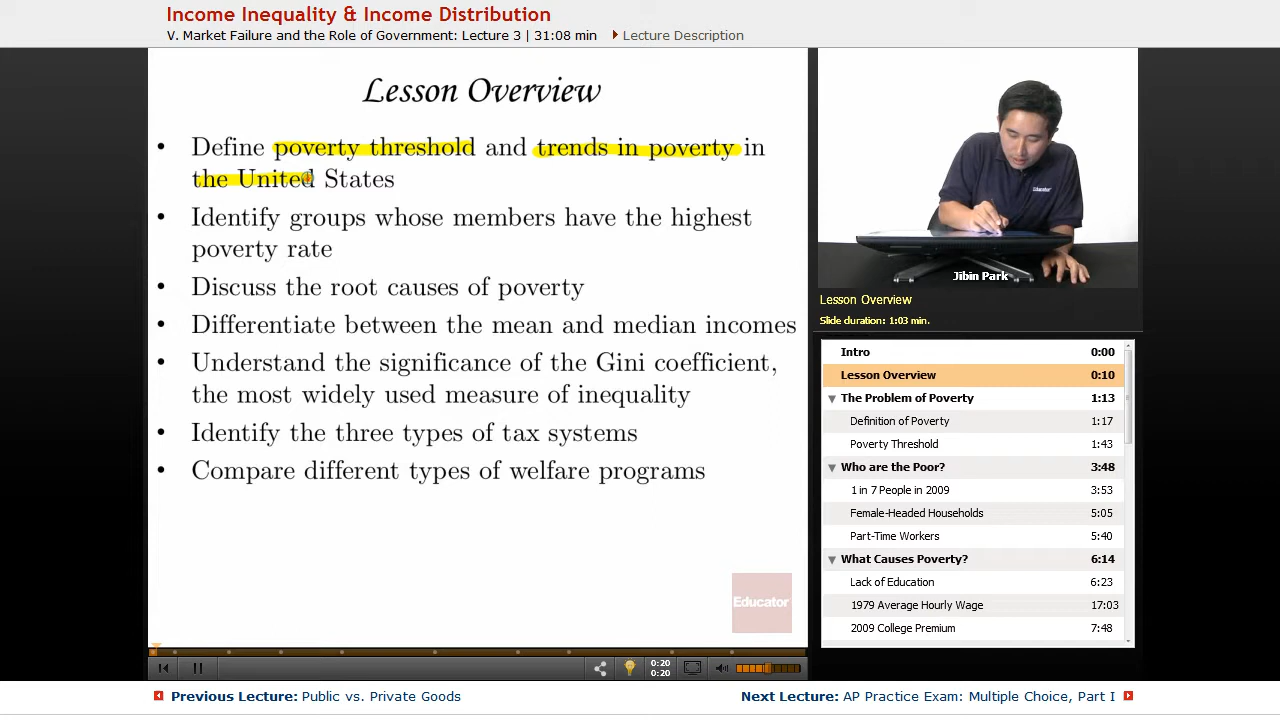 Income Inequality & Income Distribution
V. Market Failure and the Role of Government: Lecture 3 | 31:08 min
Lecture Description
Lesson Overview
• Define poverty threshold and trends in poverty in
the United States
• Identify groups whose members have the highest
poverty rate
• Discuss the root causes of poverty
• Differentiate between the mean and median incomes
• Understand the significance of the Gini coefficient,
the most widely used measure of inequality
• Identify the three types of tax systems
• Compare different types of welfare programs
Educator
Educator
Jibin Park
Lesson Overview
Slide duration: 1:03 min.
Intro 0:00
Lesson Overview 0:10
The Problem of Poverty 1:13
Definition of Poverty 1:17
Poverty Threshold 1:43
Who are the Poor? 3:48
1 in 7 People in 2009 3:53
Female-Headed Households 5:05
Part-Time Workers 5:40
What Causes Poverty? 6:14
Lack of Education 6:23
1979 Average Hourly Wage 17:03
2009 College Premium 7:48
0:20
0:20
Previous Lecture: Public vs. Private Goods
Next Lecture: AP Practice Exam: Multiple Choice, Part I